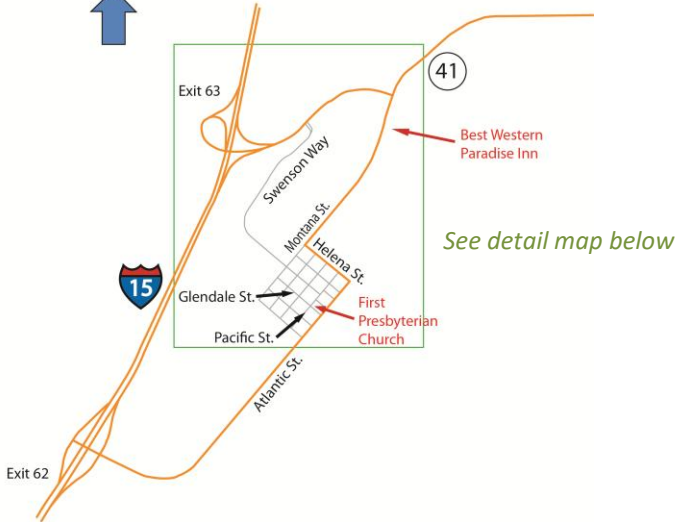 41
Exit 63
Best Western
Paradise Inn
Swenson Way
Montana St.
Helena St.
See detail map below
15
Glendale St.
First
Presbyterian
Church
Pacific St.
Atlantic St.
Exit 62